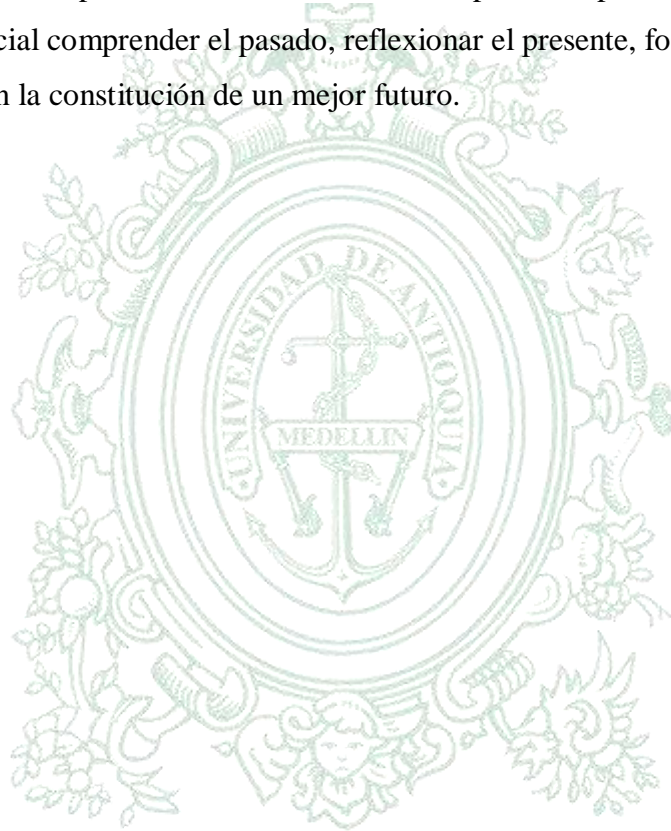 cial comprender el pasado, reflexionar el presente, fo
n la constitución de un mejor futuro.
UNIVERSIDAD DE ANTIOQUIA
MEDELLIN